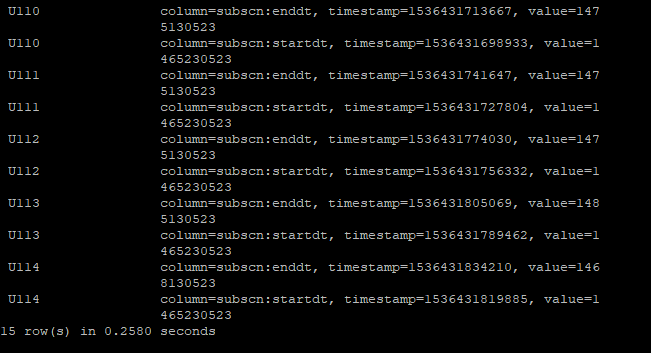 U110 column=subscn:enddt, timestamp=1536431713667, value=147
5130523
U110 column=subscn:startdt, timestamp=1536431698933, value=1
465230523
U111 column=subscn:enddt, timestamp=1536431741647, value=147
5130523
U111 column=subscn:startdt, timestamp=1536431727804, value=1
465230523
U112 column=subscn:enddt, timestamp=1536431774030, value=147
5130523
U112 column=subscn:startdt, timestamp=1536431756332, value=1
465230523
U113 column=subscn:enddt, timestamp=1536431805069, value=148
5130523
U113 column=subscn:startdt, timestamp=1536431789462, value=1
465230523
U114 column=subscn:enddt, timestamp=1536431834210, value=146
8130523
U114 column=subscn:startdt, timestamp=1536431819885, value=1
465230523
15 row(s) in 0.2580 seconds